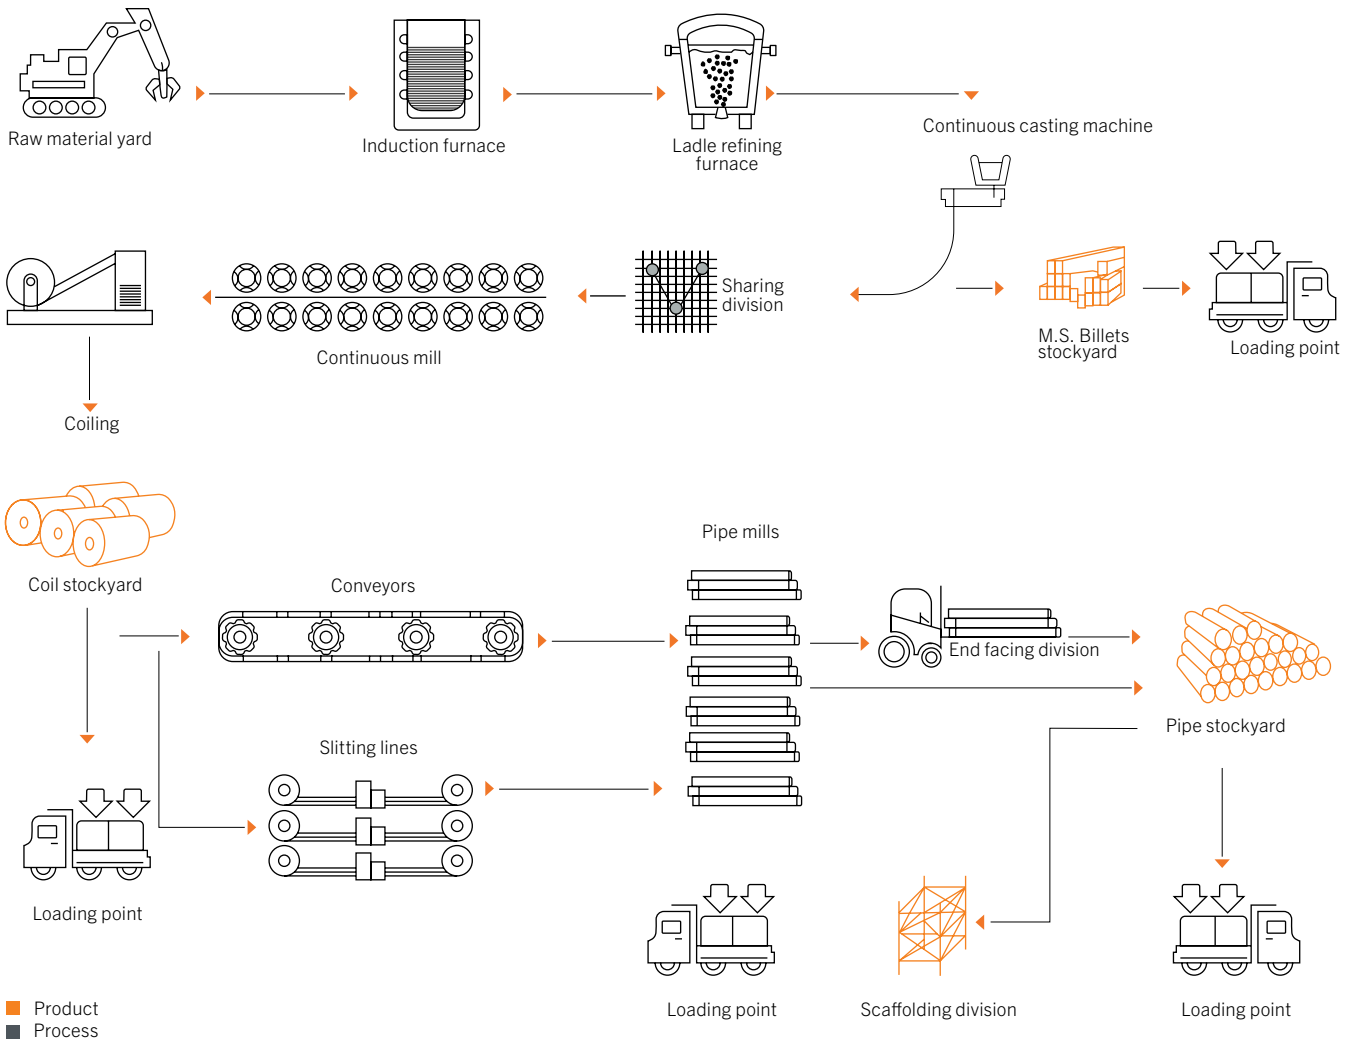 Raw material yard
Induction furnace
Ladle refining
furnace
Continuous casting machine
Sharing
division
Continuous mill
M.S. Billets
stockyard
Loading point
Coiling
Coil stockyard
Conveyors
Pipe mills
End facing division
Pipe stockyard
Slitting lines
Loading point
Loading point
Scaffolding division
Loading point
Product
Process